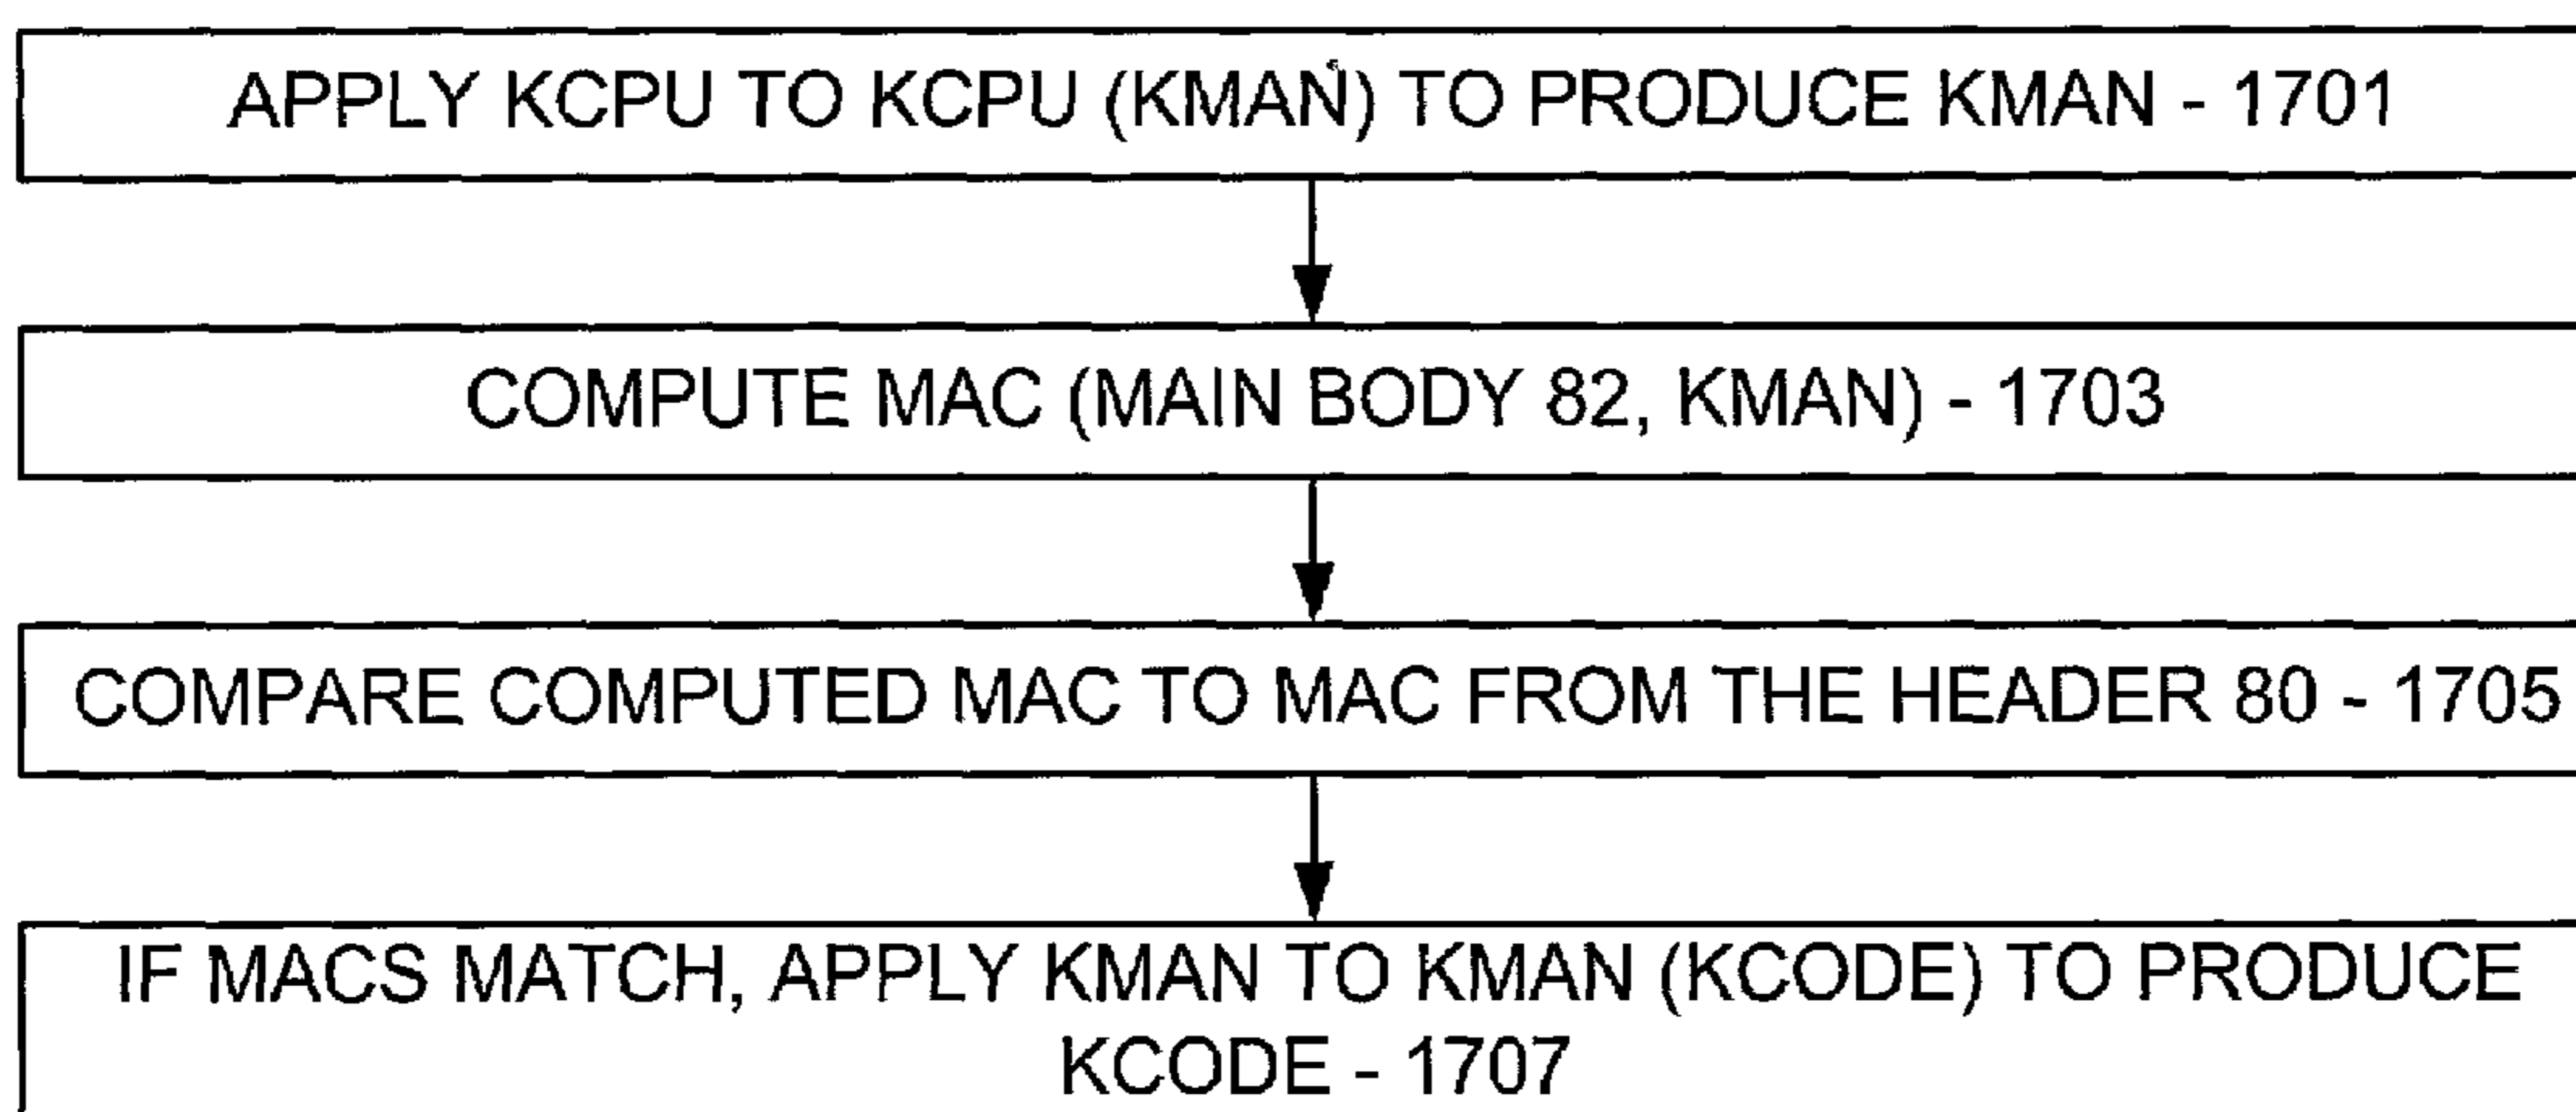 APPLY KCPU TO KCPU (KMAN) TO PRODUCE KMAN - 1701
COMPUTE MAC (MAIN BODY 82, KMAN) - 1703
COMPARE COMPUTED MAC TO MAC FROM THE HEADER 80 - 1705
IF MACS MATCH, APPLY KMAN TO KMAN (KCODE) TO PRODUCE
KCODE - 1707